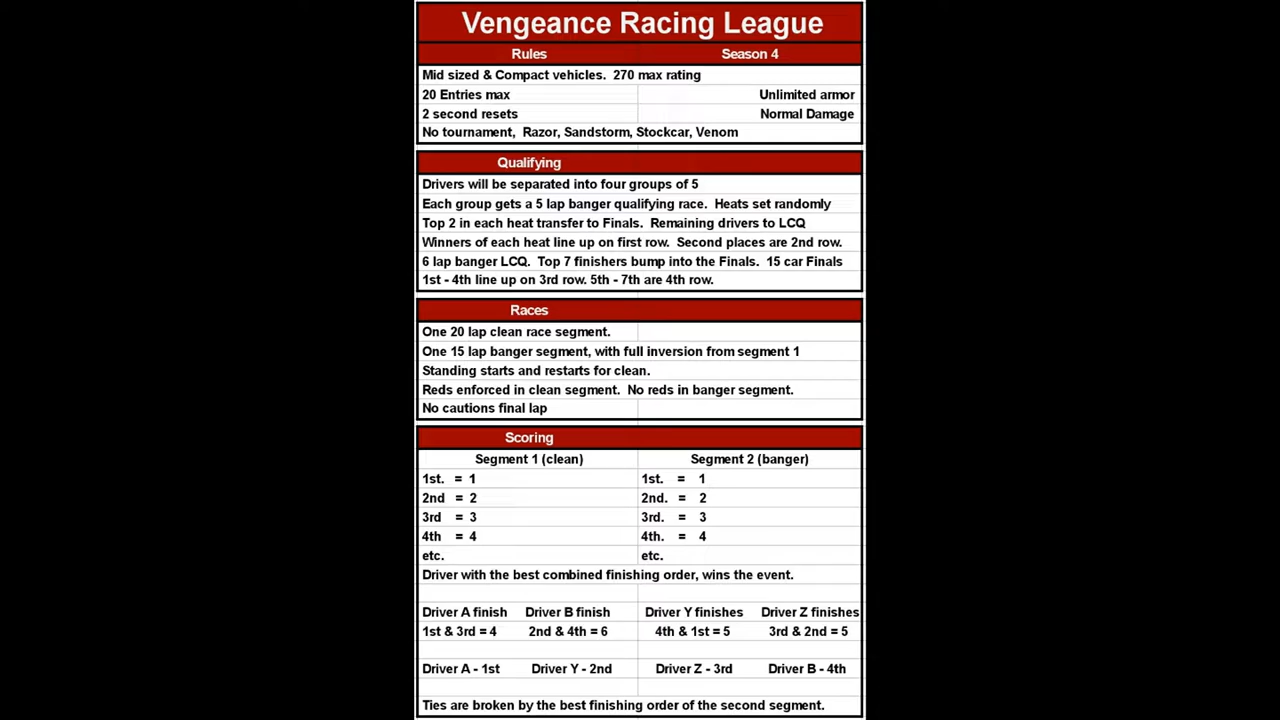 Vengeance Racing League
Rules Season 4
Mid sized & Compact vehicles. 270 max rating
20 Entries max Unlimited armor
2 second resets Normal Damage
No tournament, Razor, Sandstorm, Stockcar, Venom
Qualifying
Drivers will be separated into four groups of 5
Each group gets a 5 lap banger qualifying race. Heats set randomly
Top 2 in each heat transfer to Finals. Remaining drivers to LCQ
Winners of each heat line up on first row. Second places are 2nd row.
6 lap banger LCQ. Top 7 finishers bump into the Finals. 15 car Finals
1st - 4th line up on 3rd row. 5th - 7th are 4th row.
Races
One 20 lap clean race segment.
One 15 lap banger segment, with full inversion from segment 1
Standing starts and restarts for clean.
Reds enforced in clean segment. No reds in banger segment.
No cautions final lap
Scoring
Segment 1 (clean) Segment 2 (banger)
1st. = 1 1st. = 1
2nd = 2 2nd. = 2
3rd = 3 3rd. = 3
4th = 4 4th. = 4
etc. etc.
Driver with the best combined finishing order, wins the event.
Driver A finish Driver B finish Driver Y finishes Driver Z finishes
1st & 3rd = 4 2nd & 4th = 6 4th & 1st = 5 3rd & 2nd = 5
Driver A - 1st Driver Y - 2nd Driver Z - 3rd Driver B - 4th
Ties are broken by the best finishing order of the second segment.